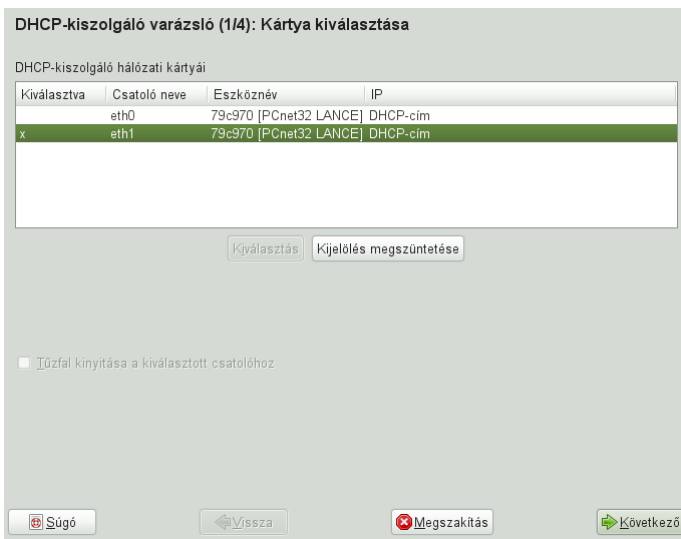 DHCP-kiszolgáló varázsló (1/4): Kártya kiválasztása
DHCP-kiszolgáló hálózati kártyái
Kiválasztva Csatoló neve Eszköznév IP
eth0 79c970 [PCnet32 LANCE] DHCP-cím
x eth1 79c970 [PCnet32 LANCE] DHCP-cím
Kiválasztás Kijelölés megszüntetése
Tűzfal kinyitása a kiválasztott csatolóhoz
Súgó Vissza Megszakítás Következő